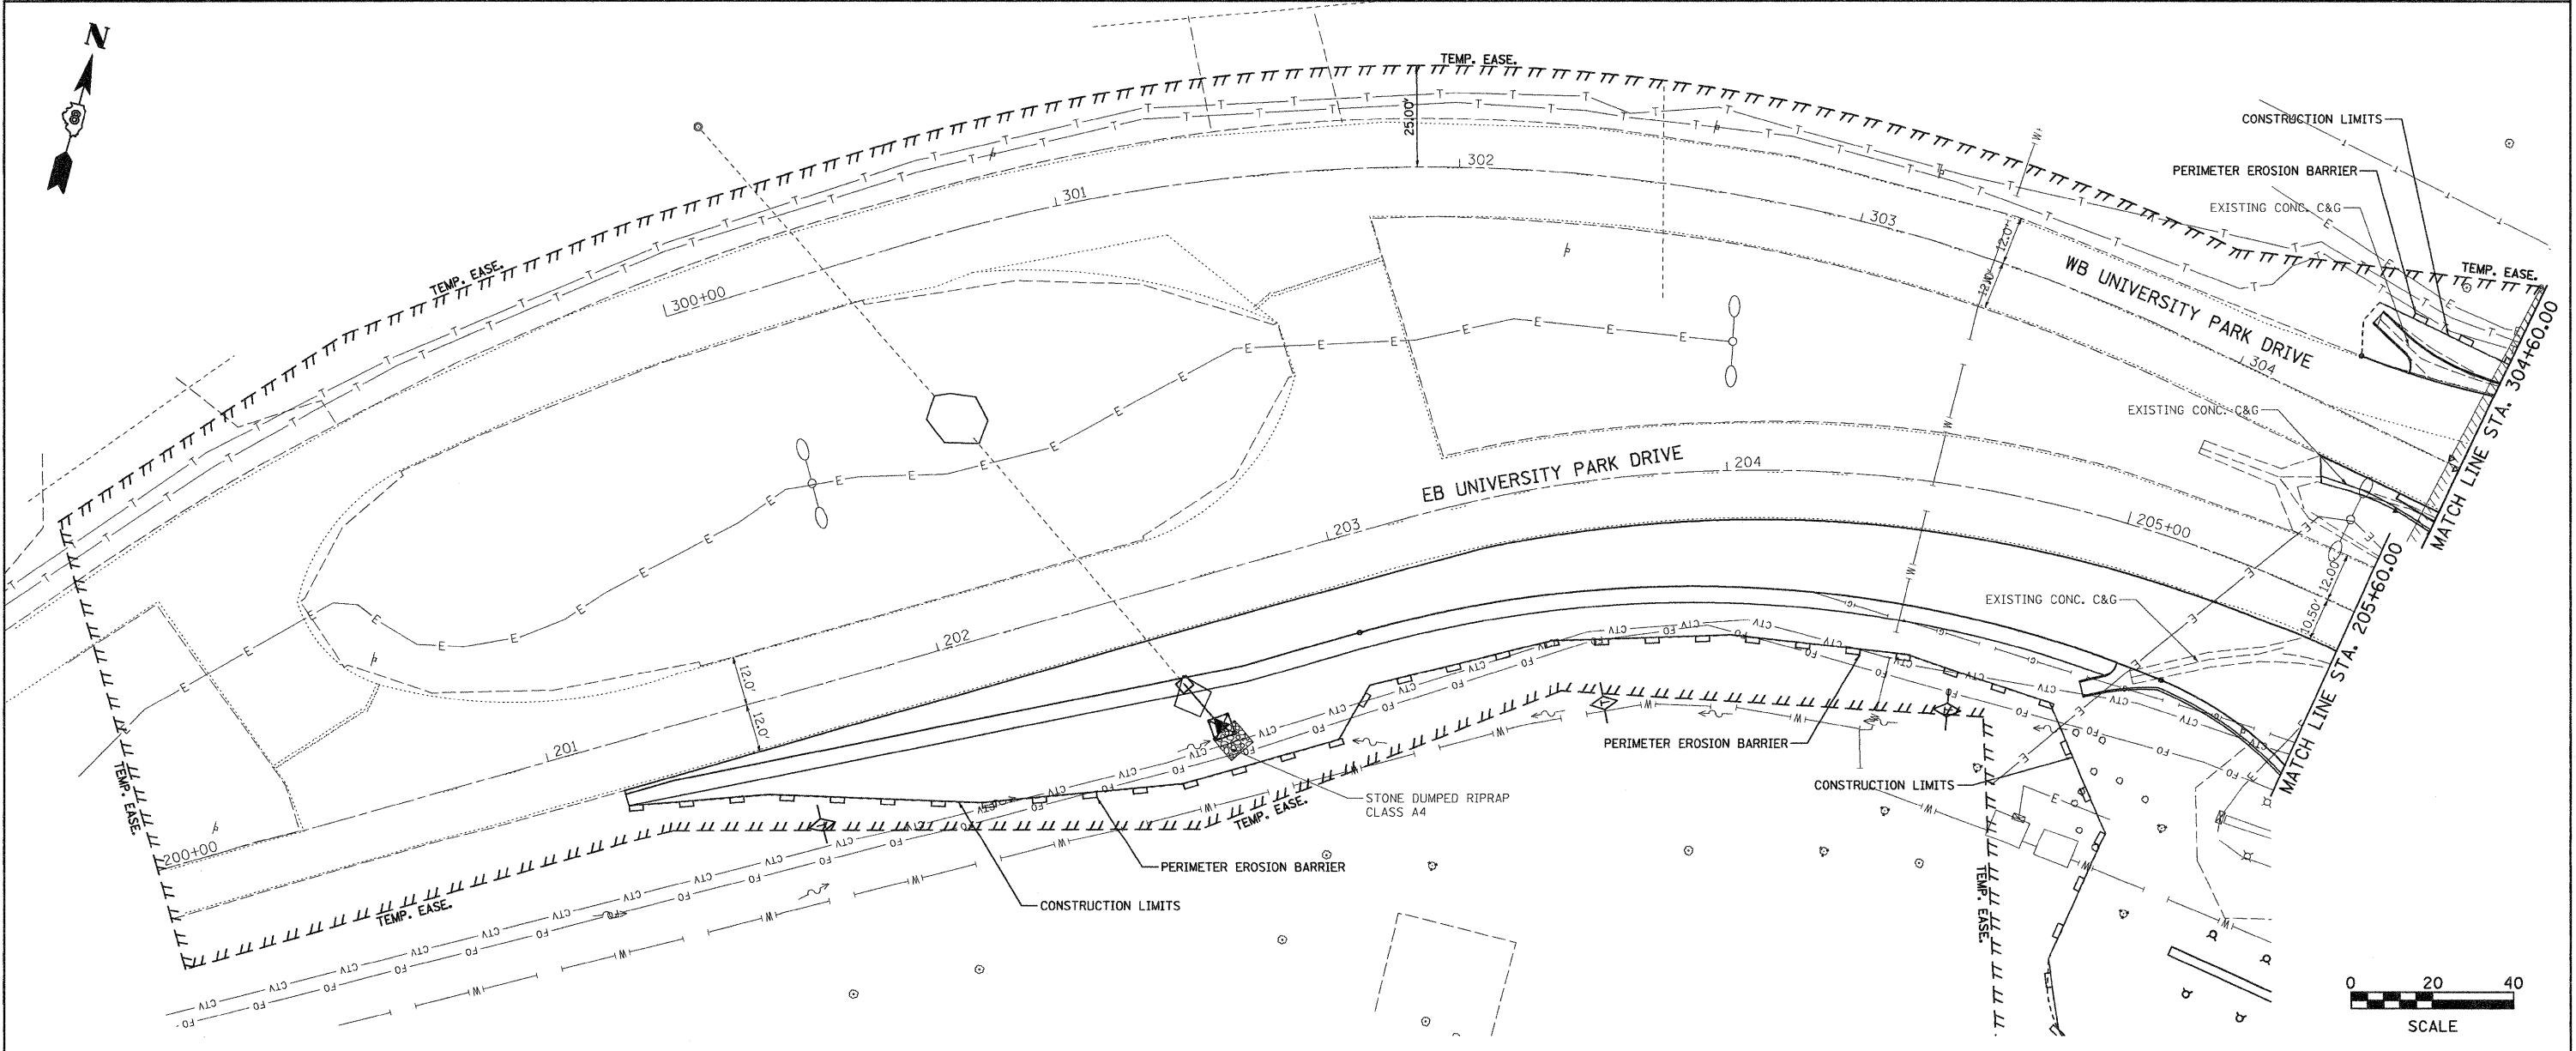 N
8
TEMP. EASE.
25.00'
302
CONSTRUCTION LIMITS
PERIMETER EROSION BARRIER
EXISTING CONC. C&G
301
303
12.0'
12.0'
TEMP. EASE.
TEMP. EASE.
WB UNIVERSITY PARK DRIVE
300+00
304
MATCH LINE STA. 304+60.00
EXISTING CONC. C&G
EB UNIVERSITY PARK DRIVE
204
203
205+00
12.00'
10.50'
EXISTING CONC. C&G
MATCH LINE STA. 205+60.00
202
12.0'
12.0'
201
PERIMETER EROSION BARRIER
CONSTRUCTION LIMITS
STONE DUMPED RIPRAP
CLASS A4
TEMP. EASE.
TEMP. EASE.
200+00
PERIMETER EROSION BARRIER
CONSTRUCTION LIMITS
TEMP. EASE.
TEMP. EASE.
0 20 40
SCALE